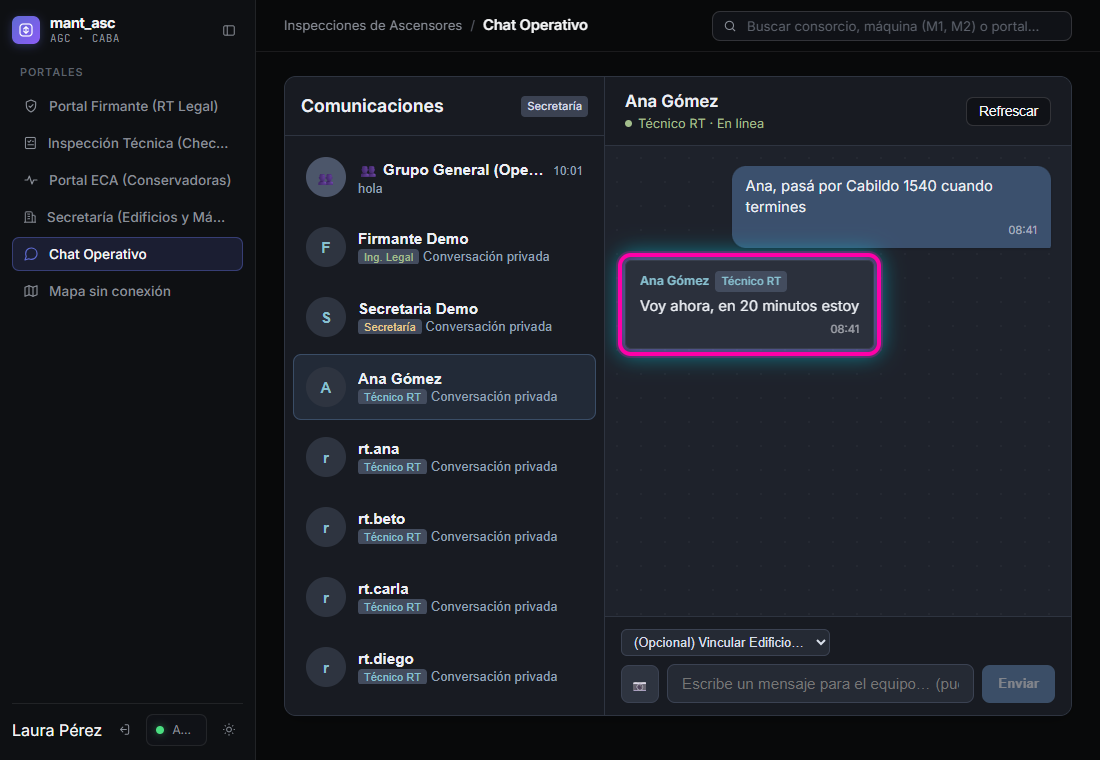 mant_asc
AGC · CABA
PORTALES
Portal Firmante (RT Legal)
Inspección Técnica (Chec...
Portal ECA (Conservadoras)
Secretaría (Edificios y Má...
Chat Operativo
Mapa sin conexión
Laura Pérez
A...
Inspecciones de Ascensores / Chat Operativo
Buscar consorcio, máquina (M1, M2) o portal...
Comunicaciones
Secretaría
Grupo General (Ope... 10:01
hola
F
Firmante Demo
Ing. Legal Conversación privada
S
Secretaria Demo
Secretaría Conversación privada
A
Ana Gómez
Técnico RT Conversación privada
r
rt.ana
Técnico RT Conversación privada
r
rt.beto
Técnico RT Conversación privada
r
rt.carla
Técnico RT Conversación privada
r
rt.diego
Técnico RT Conversación privada
Ana Gómez
Técnico RT · En línea
Refrescar
Ana, pasá por Cabildo 1540 cuando
termines
08:41
Ana Gómez Técnico RT
Voy ahora, en 20 minutos estoy
08:41
(Opcional) Vincular Edificio...
Escribe un mensaje para el equipo... (pu
Enviar